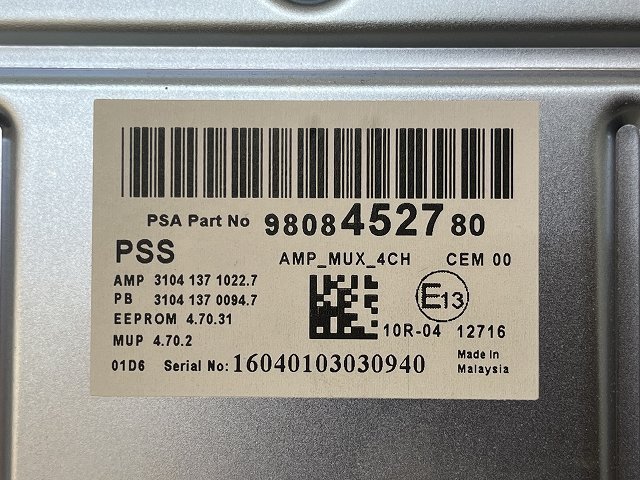 PSA Part No 9808452780
PSS AMP_MUX_4CH CEM 00
AMP 3104 137 1022.7
PB 3104 137 0094.7
E13
EEPROM 4.70.31
10R-04 12716
MUP 4.70.2
01D6 Serial No: 16040103030940
Made in
Malaysia